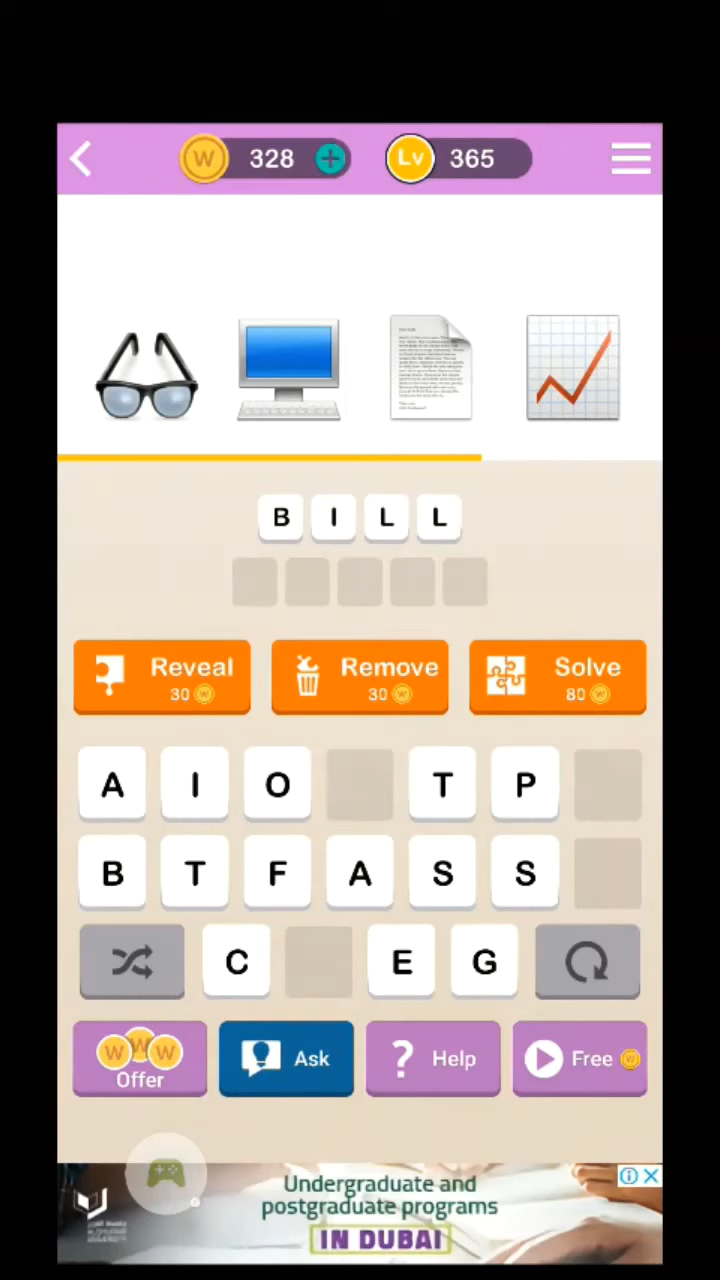 W 328 + Lv 365
B I L L
Reveal Remove Solve
30 W 30 W 80 W
A I O T P
B T F A S S
C E G
W W W Ask ? Help Free W
Offer
Undergraduate and
postgraduate programs
IN DUBAI